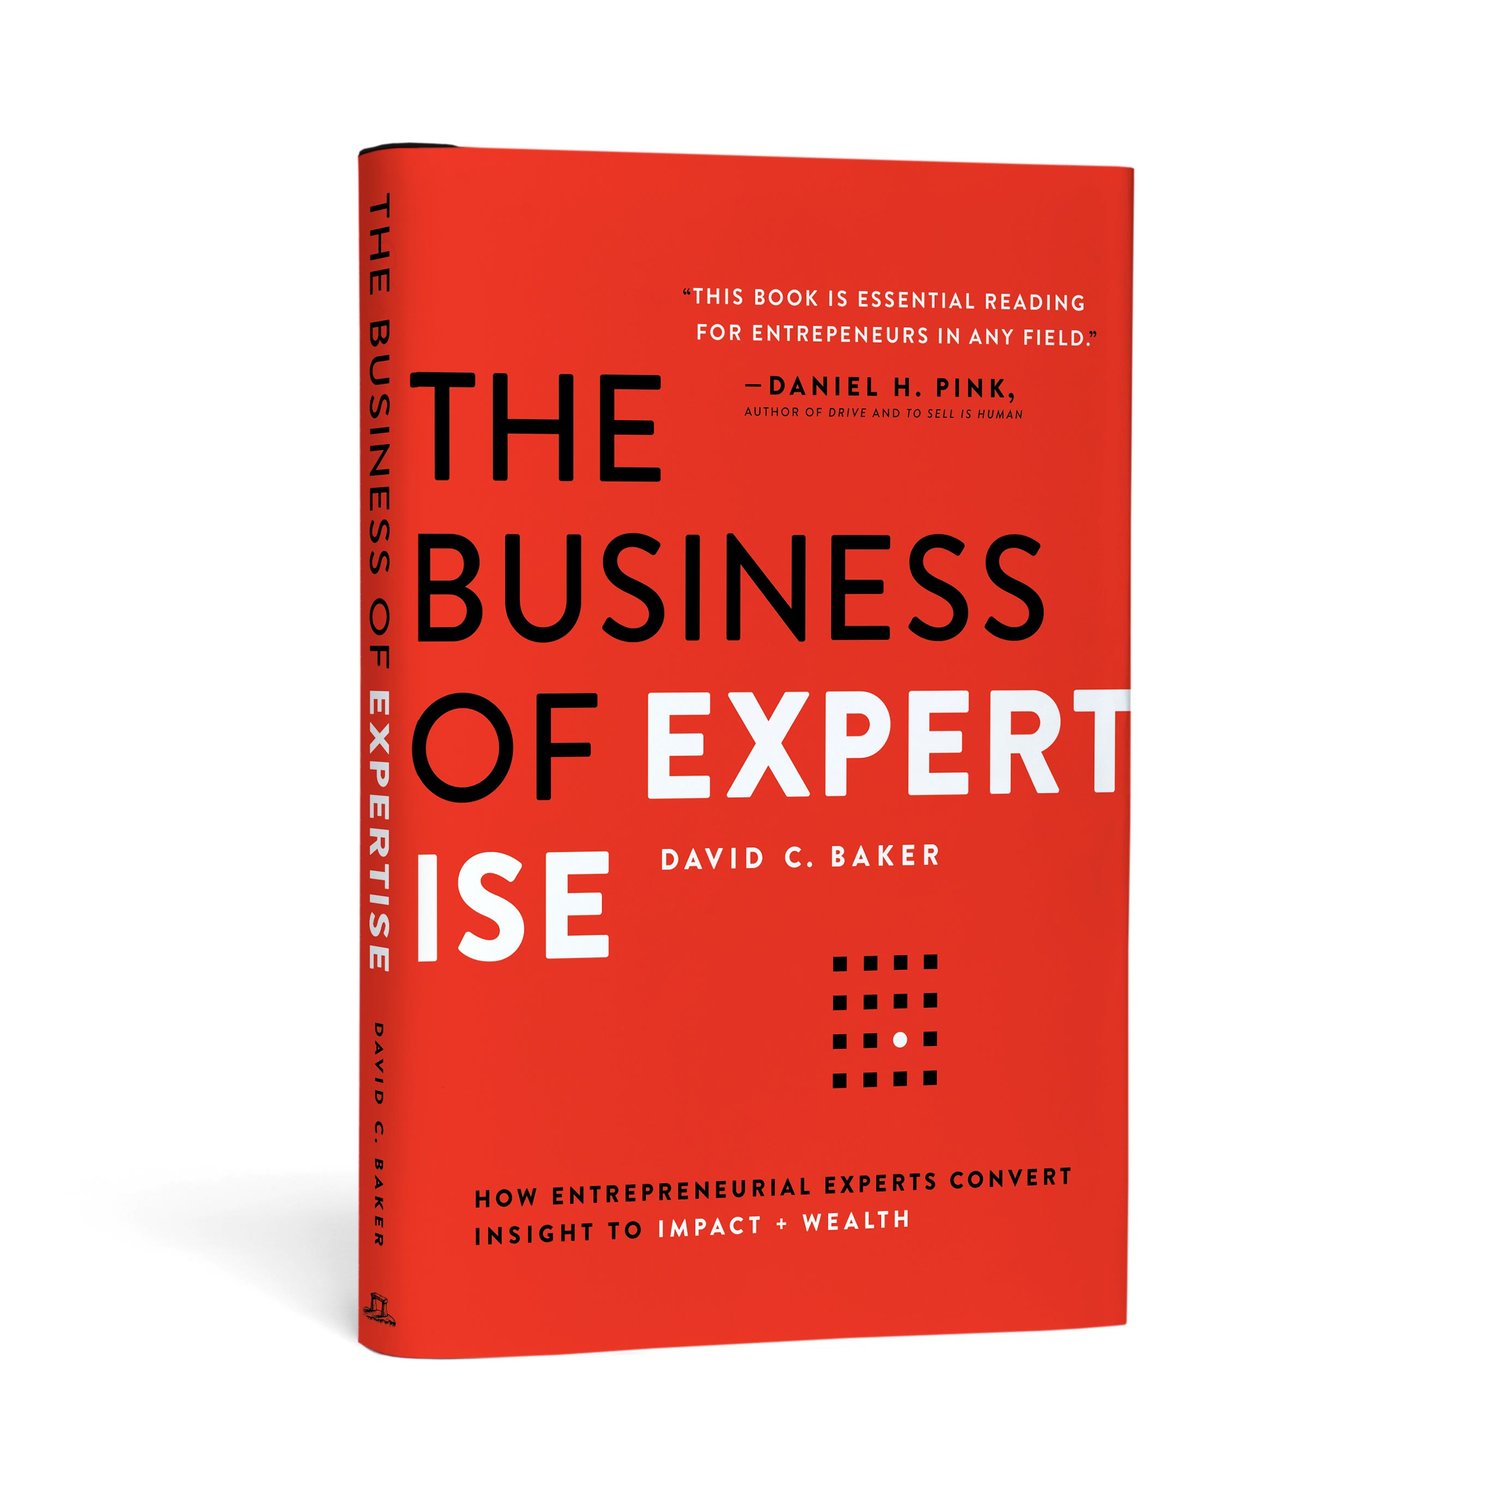 THE BUSINESS OF EXPERTISE
DAVID C. BAKER
“THIS BOOK IS ESSENTIAL READING
FOR ENTREPENEURS IN ANY FIELD.”
—DANIEL H. PINK,
AUTHOR OF DRIVE AND TO SELL IS HUMAN
THE
BUSINESS
OF EXPERT
ISE
DAVID C. BAKER
HOW ENTREPRENEURIAL EXPERTS CONVERT
INSIGHT TO IMPACT + WEALTH